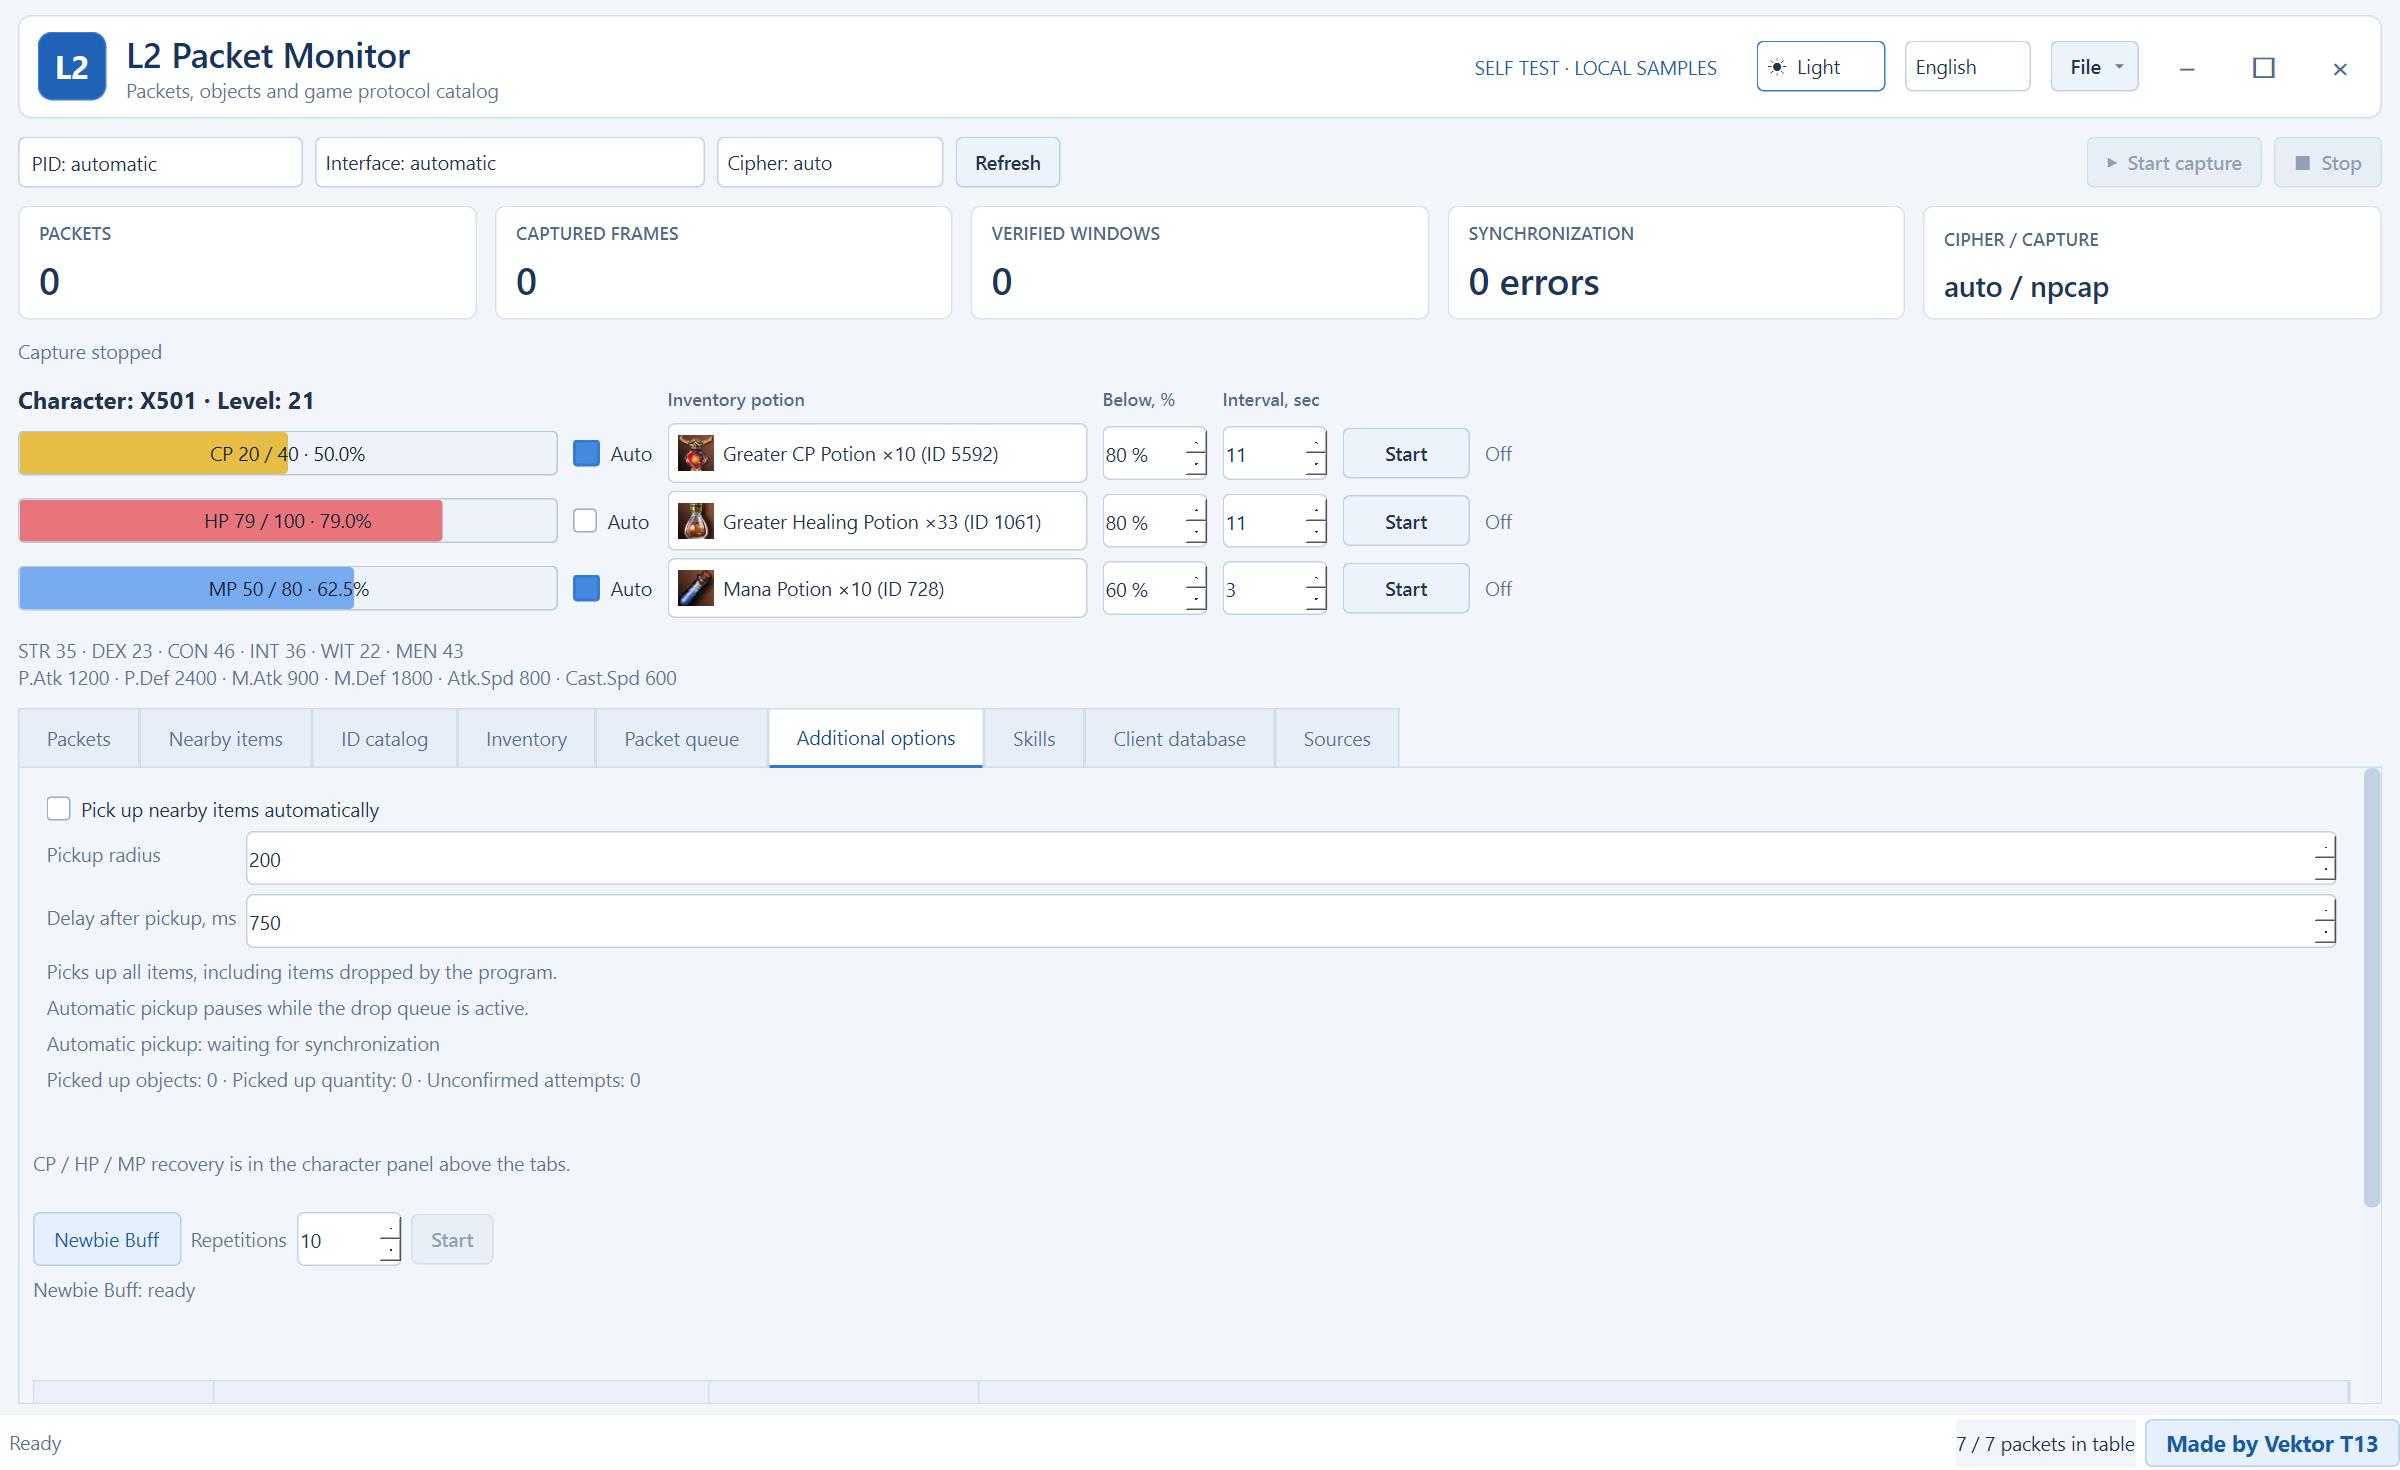 L2
L2 Packet Monitor
Packets, objects and game protocol catalog
SELF TEST · LOCAL SAMPLES
Light
English
File
PID: automatic
Interface: automatic
Cipher: auto
Refresh
Start capture
Stop
PACKETS
0
CAPTURED FRAMES
0
VERIFIED WINDOWS
0
SYNCHRONIZATION
0 errors
CIPHER / CAPTURE
auto / npcap
Capture stopped
Character: X501 · Level: 21
Inventory potion
Below, %
Interval, sec
CP 20 / 40 · 50.0%
Auto
Greater CP Potion ×10 (ID 5592)
80 %
11
Start
Off
HP 79 / 100 · 79.0%
Auto
Greater Healing Potion ×33 (ID 1061)
80 %
11
Start
Off
MP 50 / 80 · 62.5%
Auto
Mana Potion ×10 (ID 728)
60 %
3
Start
Off
STR 35 · DEX 23 · CON 46 · INT 36 · WIT 22 · MEN 43
P.Atk 1200 · P.Def 2400 · M.Atk 900 · M.Def 1800 · Atk.Spd 800 · Cast.Spd 600
Packets
Nearby items
ID catalog
Inventory
Packet queue
Additional options
Skills
Client database
Sources
Pick up nearby items automatically
Pickup radius
200
Delay after pickup, ms
750
Picks up all items, including items dropped by the program.
Automatic pickup pauses while the drop queue is active.
Automatic pickup: waiting for synchronization
Picked up objects: 0 · Picked up quantity: 0 · Unconfirmed attempts: 0
CP / HP / MP recovery is in the character panel above the tabs.
Newbie Buff
Repetitions
10
Start
Newbie Buff: ready
Ready
7 / 7 packets in table
Made by Vektor T13